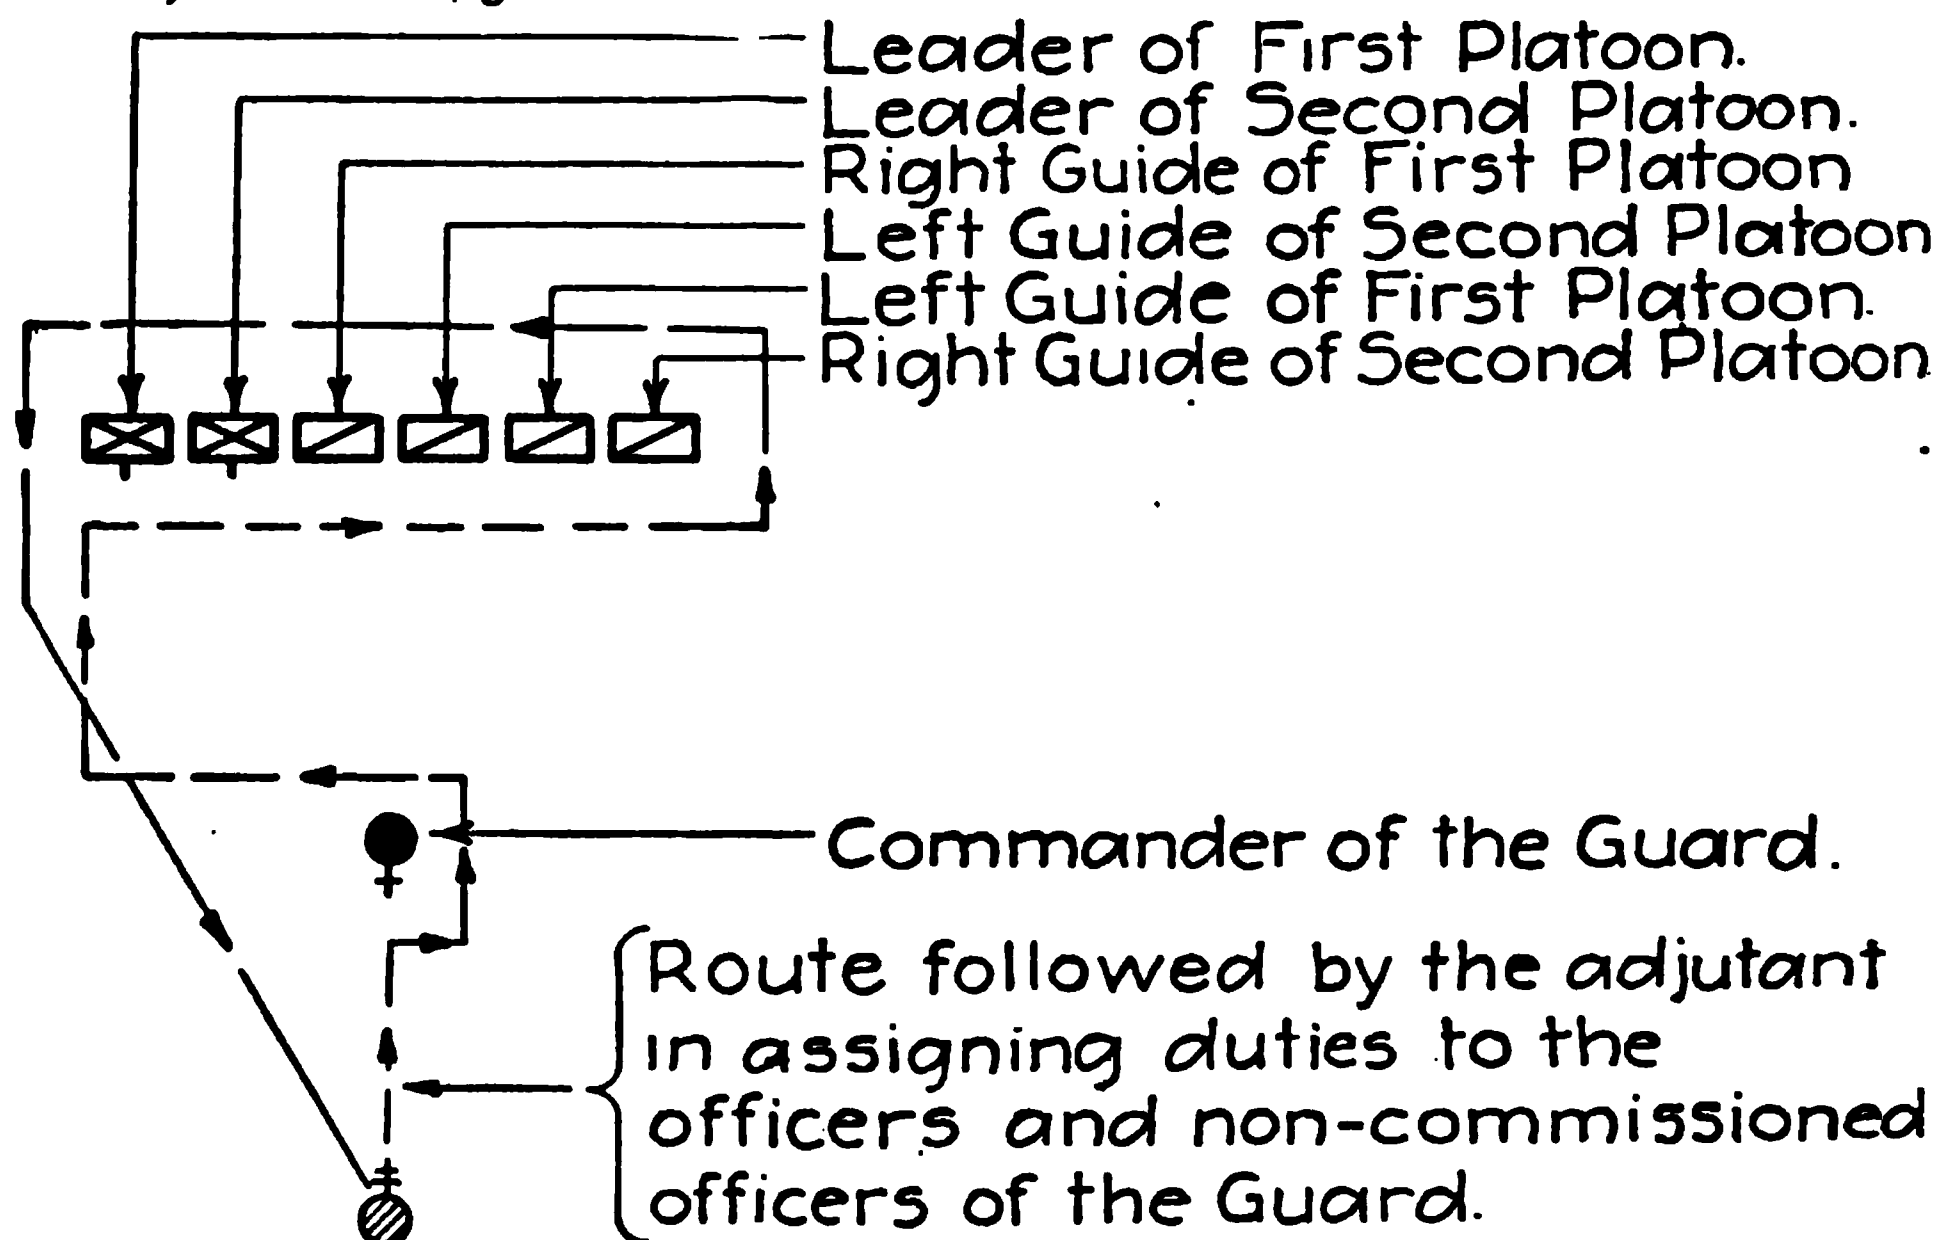 Leader of First Platoon.
Leader of Second Platoon.
Right Guide of First Platoon
Left Guide of Second Platoon
Left Guide of First Platoon.
Right Guide of Second Platoon
Commander of the Guard.
Route followed by the adjutant
in assigning duties to the
officers and non-commissioned
officers of the Guard.